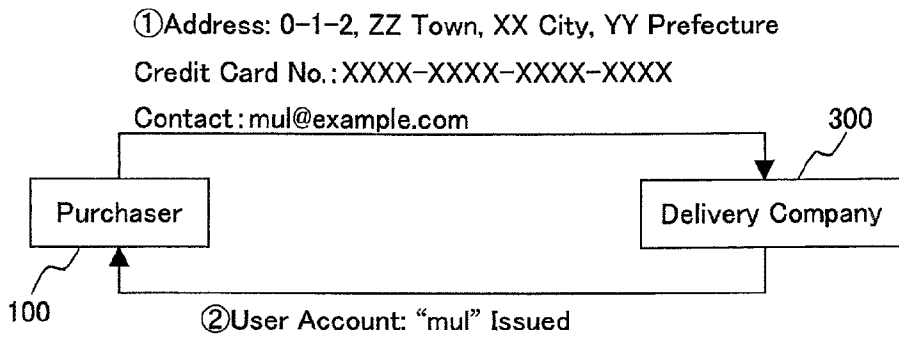 ①Address: 0-1-2, ZZ Town, XX City, YY Prefecture
Credit Card No.:XXXX-XXXX-XXXX-XXXX
Contact:mul@example.com
300
Purchaser
Delivery Company
100
②User Account: “mul” Issued